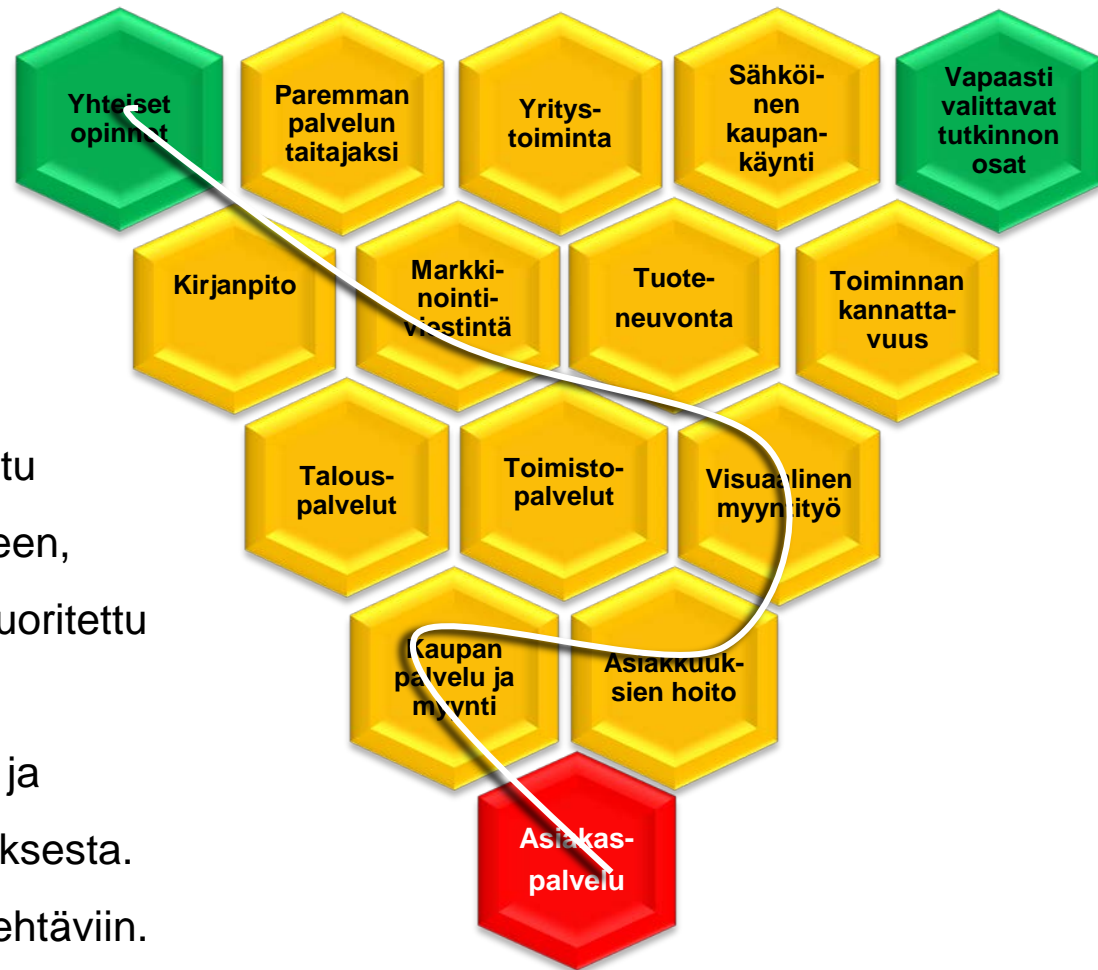 Yhteiset
opinnot
Paremman
palvelun
taitajaksi
Yritys-
toiminta
Sähköi-
nen
kaupan-
käynti
Vapaasti
valittavat
tutkinnon
osat
Kirjanpito
Markki-
nointi-
viestintä
Tuote-
neuvonta
Toiminnan
kannatta-
vuus
Talous-
palvelut
Toimisto-
palvelut
Visuaalinen
myyntityö
Kaupan
palvelu ja
myynti
Asiakkuuk-
sien hoito
Asiakas-
palvelu
tu
een,
uoritettu
ja
ksesta.
ehtäviin.